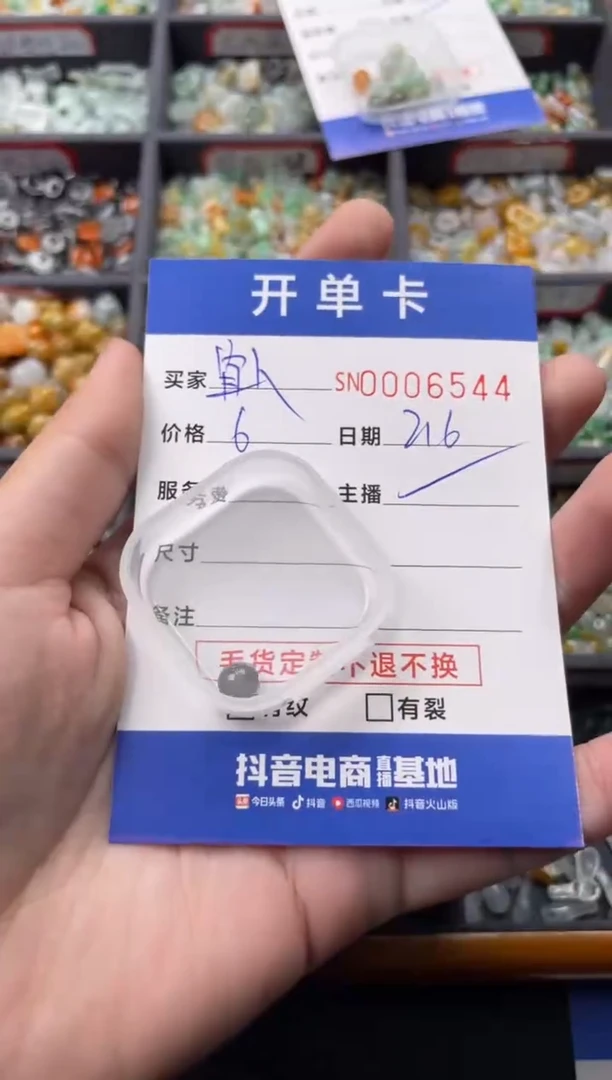 开单卡
买家 SN0006544
价格 6 日期 216
服务费 主播
尺寸
备注
毛货定制不退不换
有纹 有裂
抖音电商直播基地
今日头条 抖音 西瓜视频 抖音火山版